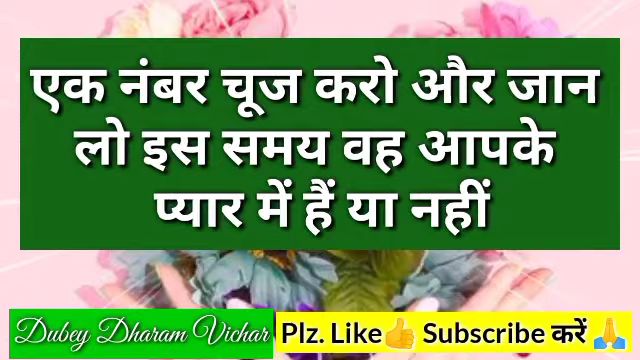 एक नंबर चूज करो और जान
लो इस समय वह आपके
प्यार में हैं या नहीं
Dubey Dharam Vichar Plz. Like👍 Subscribe करें🙏